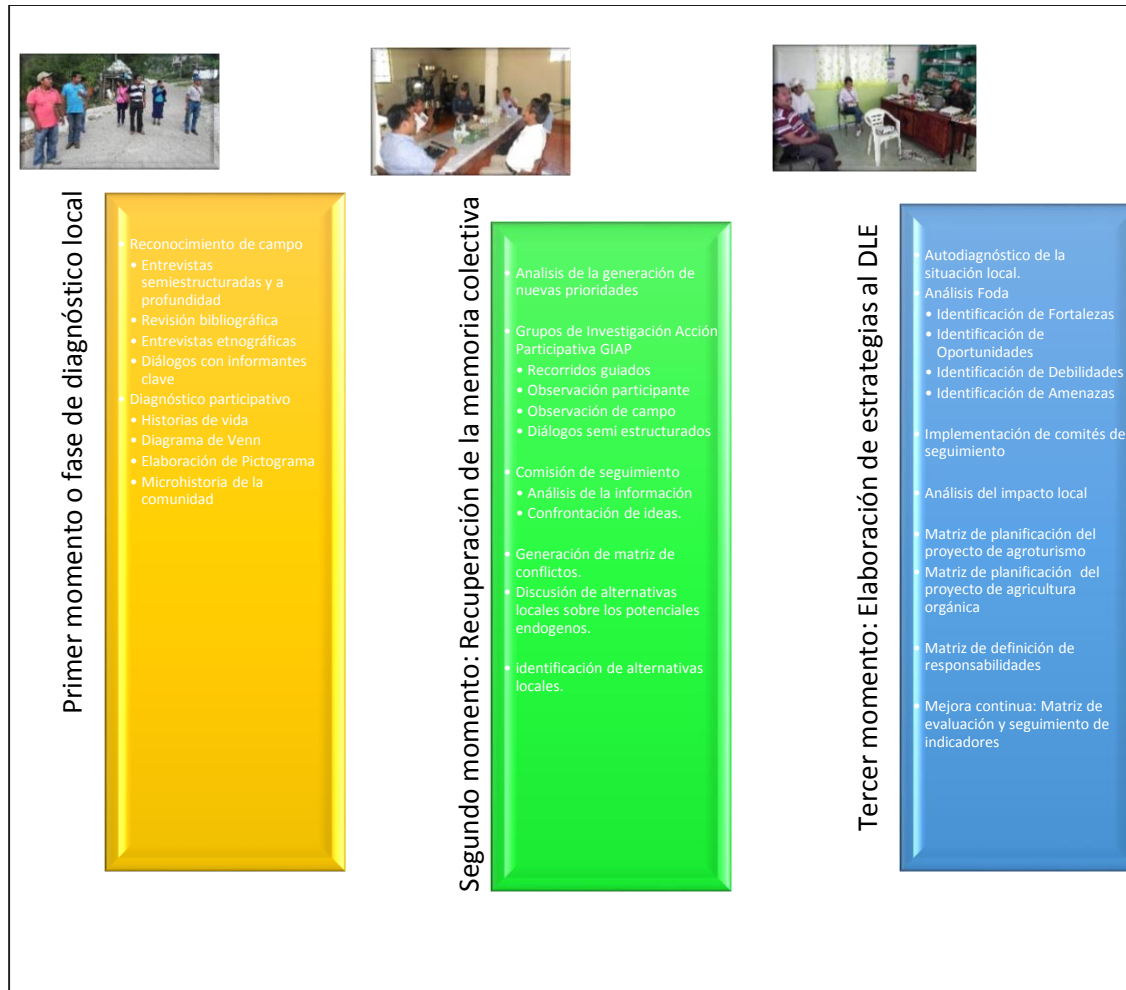 Primer momento o fase de diagnóstico local
• Reconocimiento de campo
• Entrevistas
semiestructuradas y a
profundidad
• Revisión bibliográfica
• Entrevistas etnográficas
• Diálogos con informantes
clave
• Diagnóstico participativo
• Historias de vida
• Diagrama de Venn
• Elaboración de Pictograma
• Microhistoria de la
comunidad
Segundo momento: Recuperación de la memoria colectiva
• Analisis de la generación de
nuevas prioridades
• Grupos de Investigación Acción
Participativa GIAP
• Recorridos guiados
• Observación participante
• Observación de campo
• Diálogos semi estructurados
• Comisión de seguimiento
• Análisis de la información
• Confrontación de ideas.
• Generación de matriz de
conflictos.
• Discusión de alternativas
locales sobre los potenciales
endogenos.
• identificación de alternativas
locales.
Tercer momento: Elaboración de estrategias al DLE
• Autodiagnóstico de la
situación local.
• Análisis Foda
• Identificación de Fortalezas
• Identificación de
Oportunidades
• Identificación de Debilidades
• Identificación de Amenazas
• Implementación de comités de
seguimiento
• Análisis del impacto local
• Matriz de planificación del
proyecto de agroturismo
• Matriz de planificación del
proyecto de agricultura
orgánica
• Matriz de definición de
responsabilidades
• Mejora continua: Matriz de
evaluación y seguimiento de
indicadores